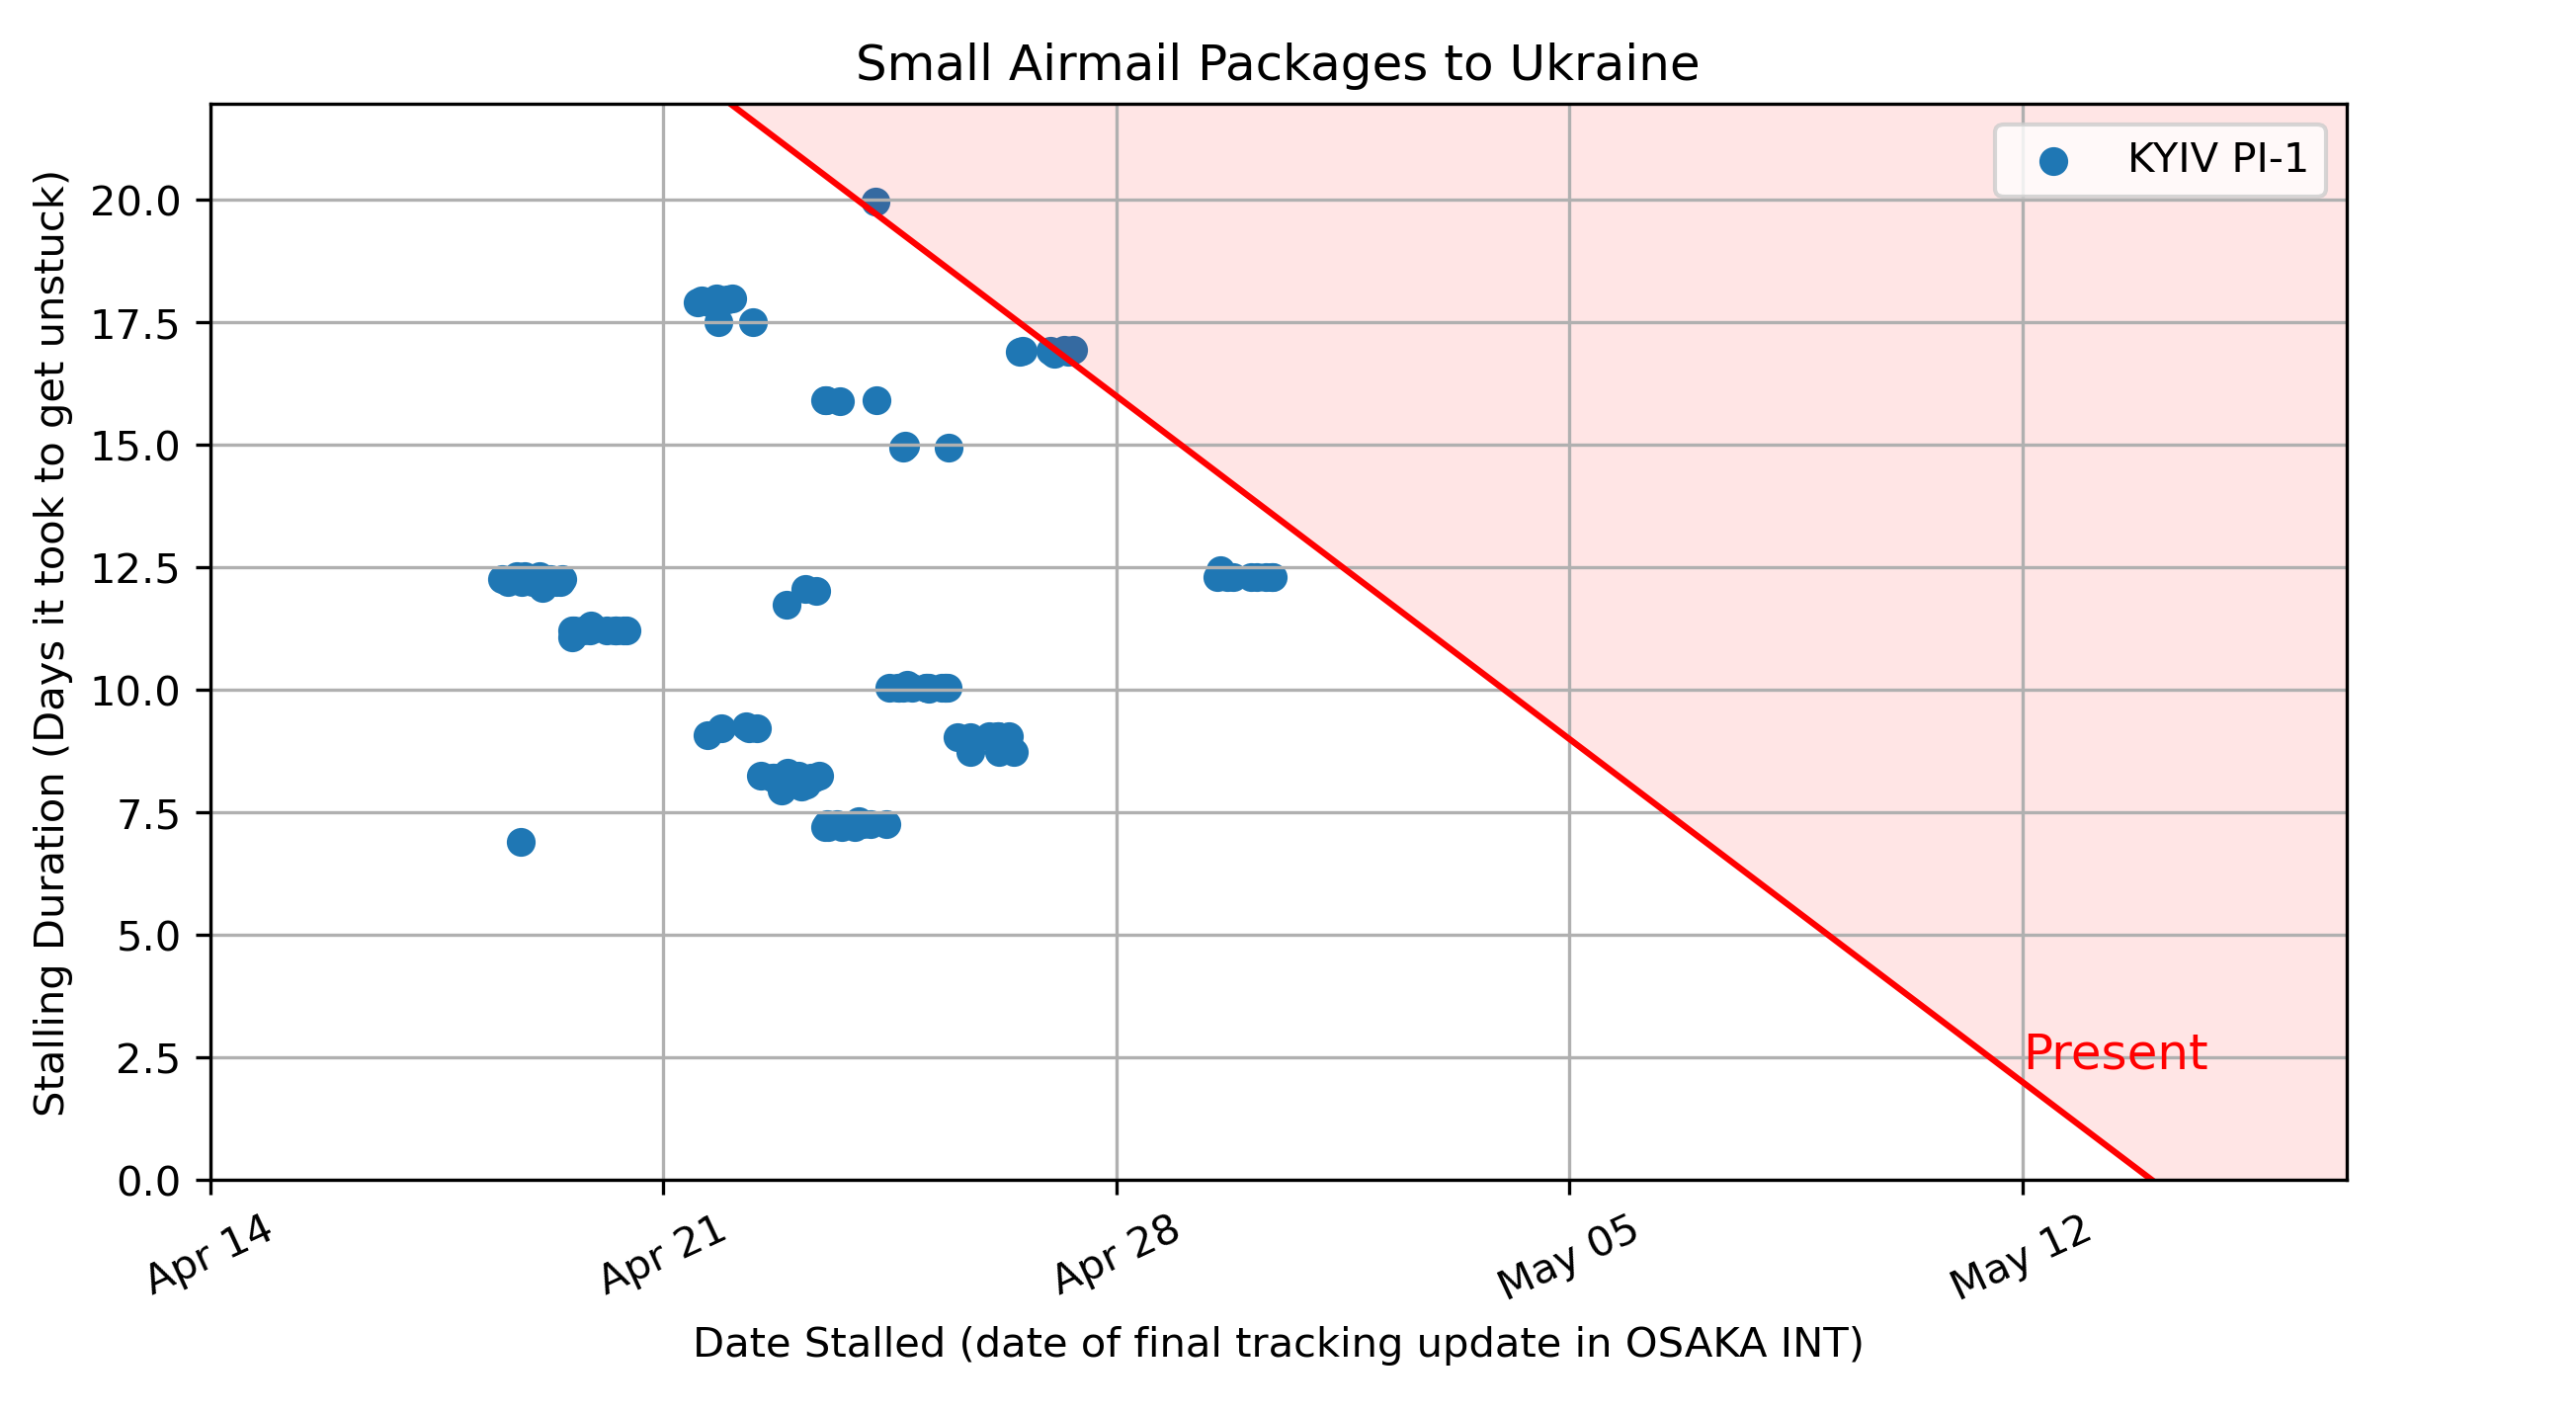 Small Airmail Packages to Ukraine
KYIV PI-1
Stalling Duration (Days it took to get unstuck)
20.0
17.5
15.0
12.5
10.0
7.5
5.0
2.5
0.0
Present
Apr 14
Apr 21
Apr 28
May 05
May 12
Date Stalled (date of final tracking update in OSAKA INT)